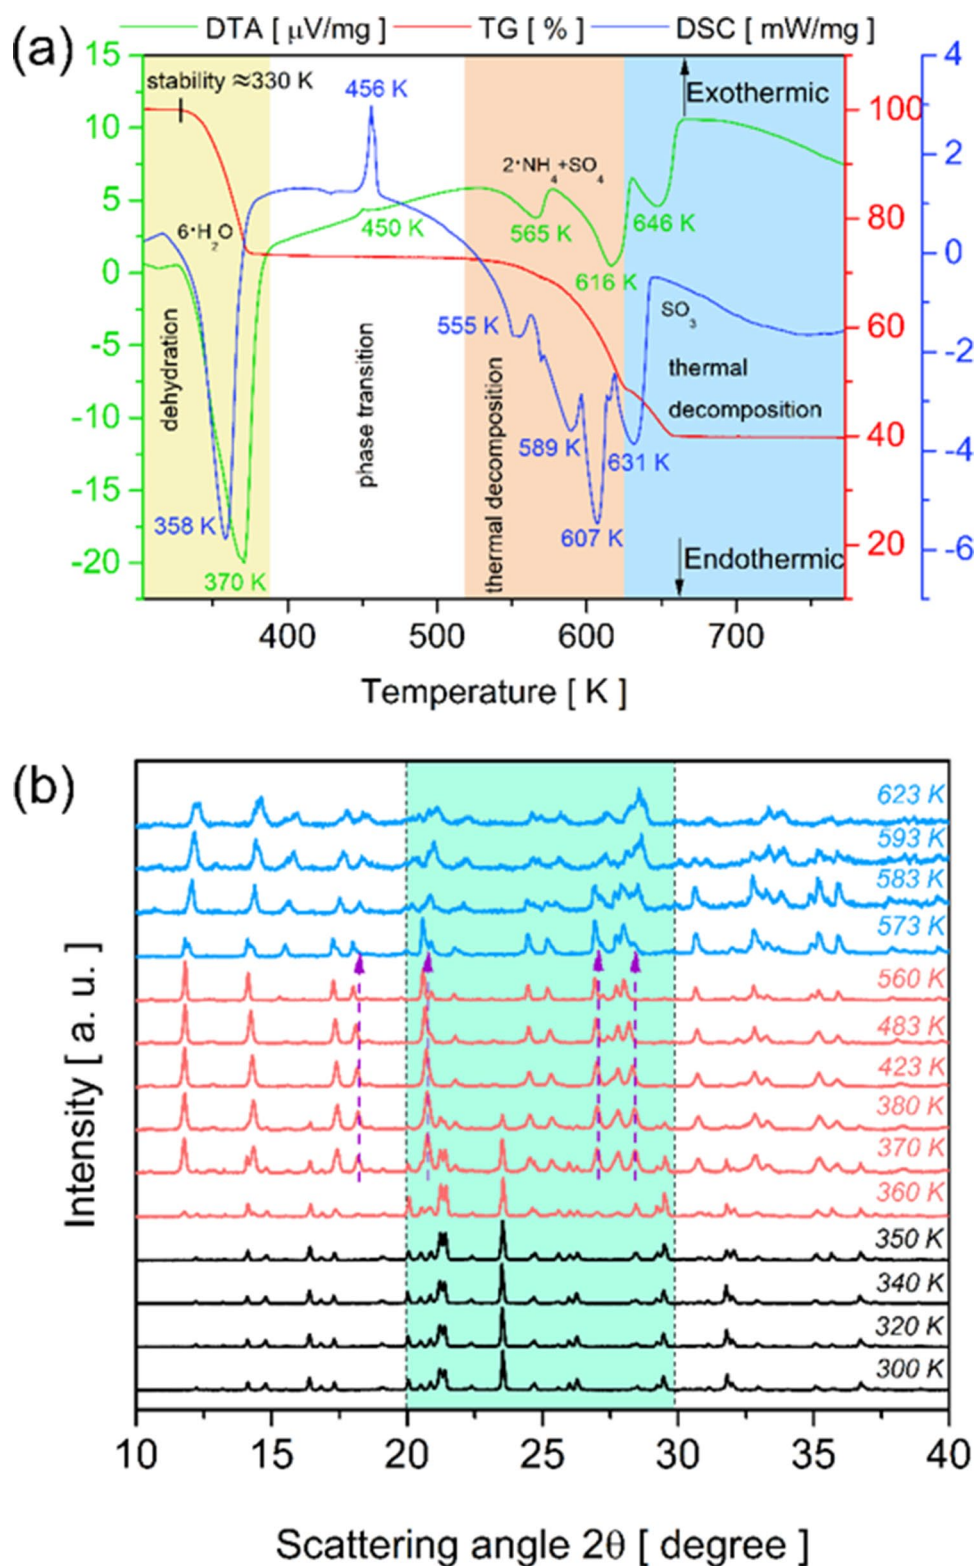 (a)
DTA [ μV/mg ] TG [ % ] DSC [ mW/mg ]
15
10
5
0
-5
-10
-15
-20
100
80
60
40
20
4
2
0
-2
-4
-6
stability ≈330 K
456 K
Exothermic
2·NH₄+SO₄
6·H₂O
450 K
565 K
646 K
616 K
555 K
SO₃
thermal
decomposition
dehydration
phase transition
thermal decomposition
589 K
631 K
358 K
607 K
370 K
Endothermic
400 500 600 700
Temperature [ K ]
(b)
623 K
593 K
583 K
573 K
560 K
483 K
423 K
380 K
370 K
360 K
350 K
340 K
320 K
300 K
Intensity [ a. u. ]
10 15 20 25 30 35 40
Scattering angle 2θ [ degree ]